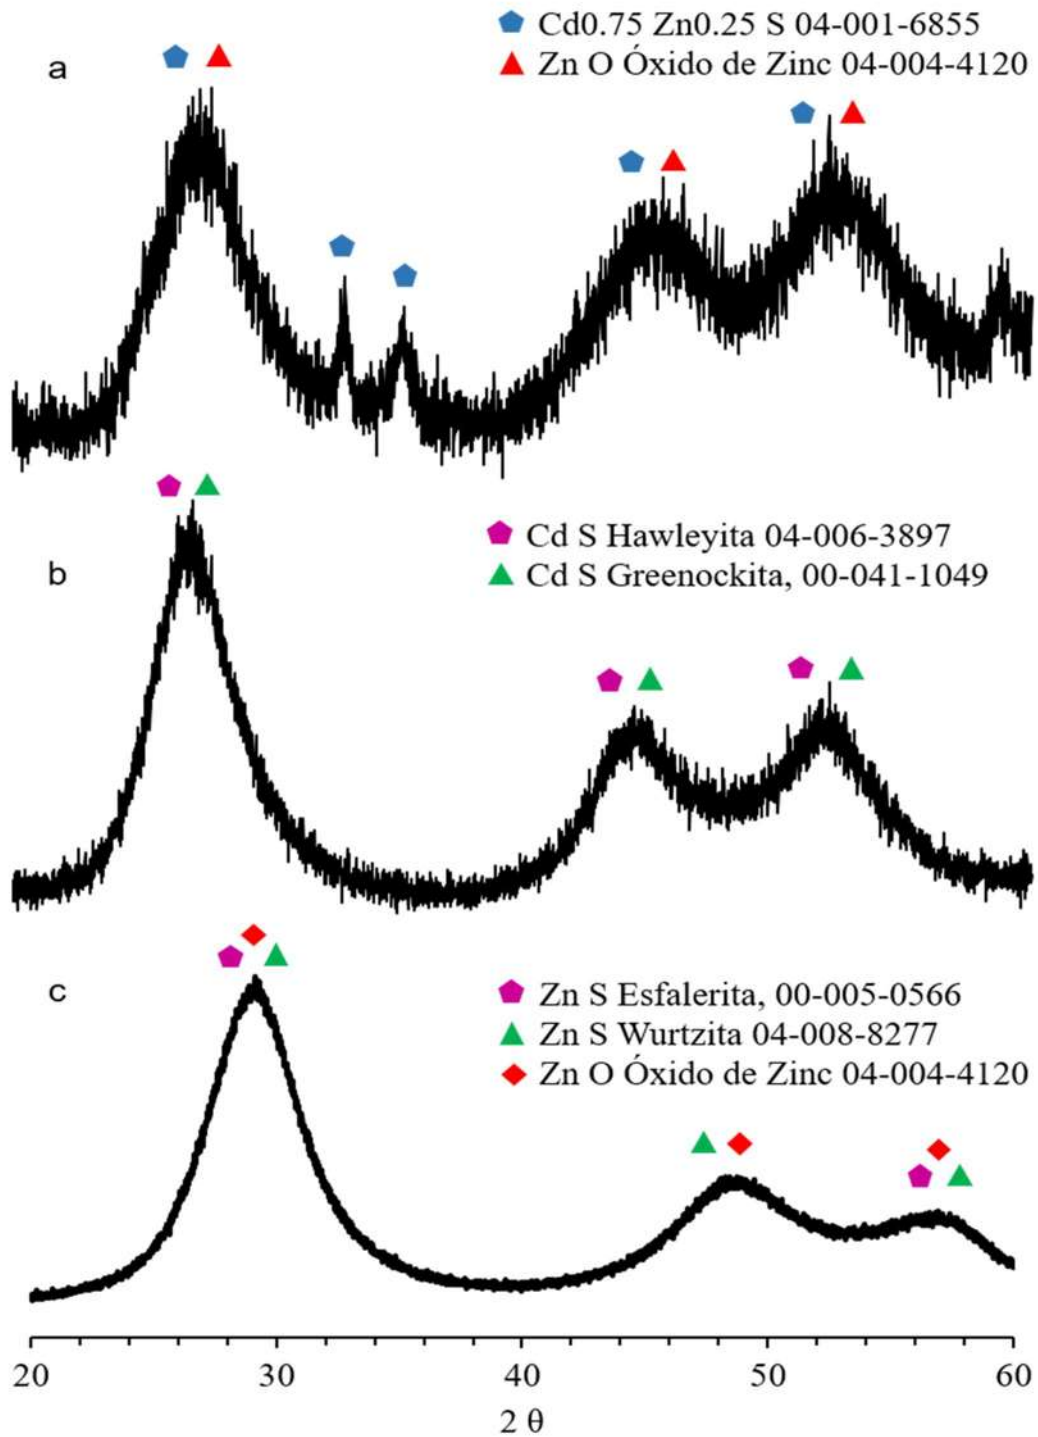 Cd0.75 Zn0.25 S 04-001-6855
a
Zn O Óxido de Zinc 04-004-4120
Cd S Hawleyita 04-006-3897
b
Cd S Greenockita, 00-041-1049
c
Zn S Esfalerita, 00-005-0566
Zn S Wurtzita 04-008-8277
Zn O Óxido de Zinc 04-004-4120
20 30 40 50 60
2 θ